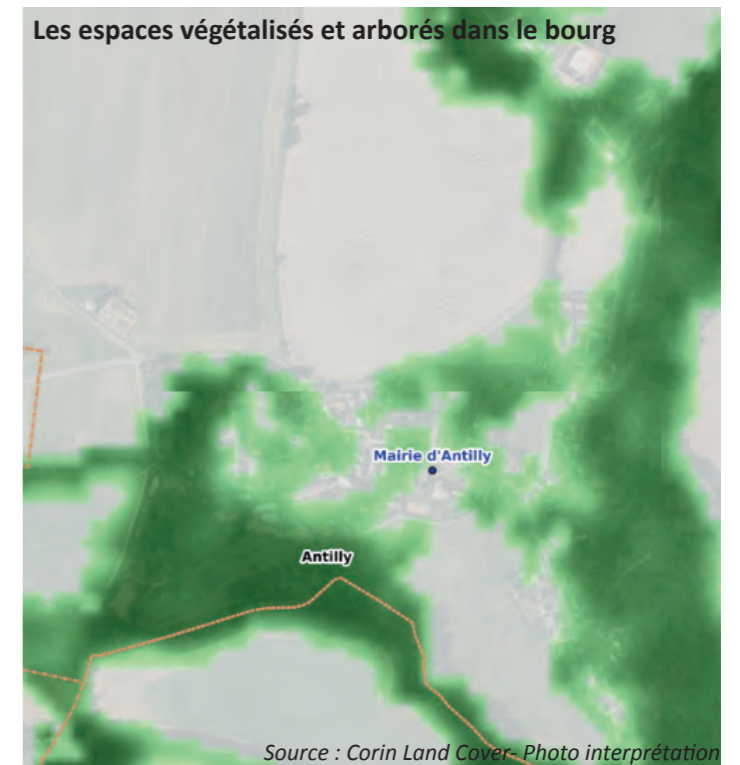 Les espaces végétalisés et arborés dans le bourg
Mairie d'Antilly
Antilly
Source : Corin Land Cover- Photo interprétation